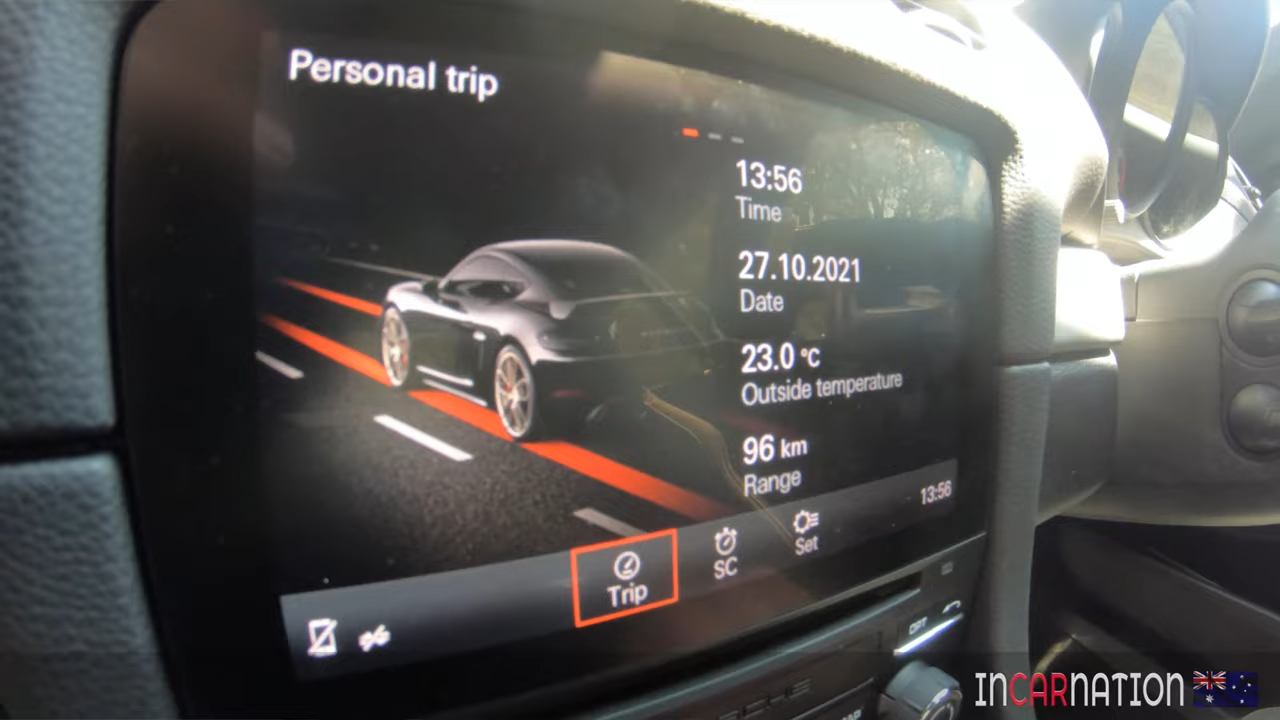 Personal trip
13:56
Time
27.10.2021
Date
23.0 °C
Outside temperature
96 km
Range
13:56
Trip
SC
Set
OPT
INCARNATION